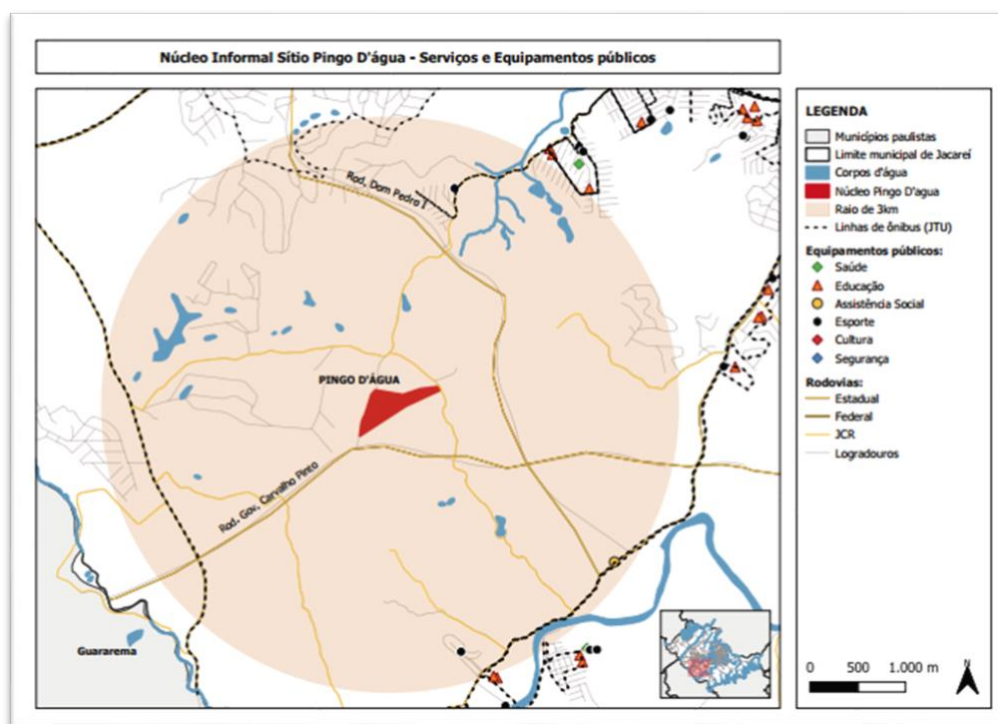 Núcleo Informal Sítio Pingo D'água - Serviços e Equipamentos públicos
Rod. Dom Pedro I
PINGO D'ÁGUA
Rod. Gov. Carvalho Pinto
Guararema
LEGENDA
Municípios paulistas
Limite municipal de Jacareí
Corpos d'água
Núcleo Pingo D'agua
Raio de 3km
Linhas de ônibus (JTU)
Equipamentos públicos:
Saúde
Educação
Assistência Social
Esporte
Cultura
Segurança
Rodovias:
Estadual
Federal
JCR
Logradouros
0 500 1.000 m
N